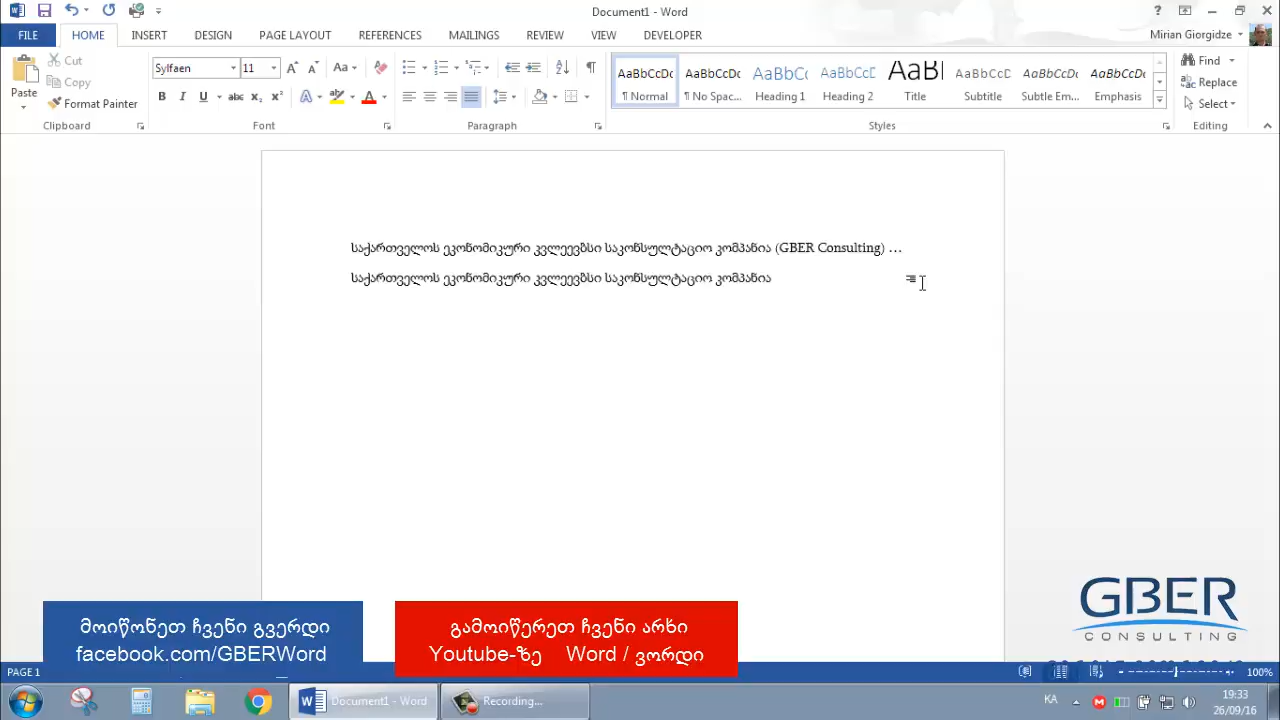 Document1 - Word
FILE HOME INSERT DESIGN PAGE LAYOUT REFERENCES MAILINGS REVIEW VIEW DEVELOPER Mirian Giorgidze
Paste Cut Copy Format Painter
Clipboard
Sylfaen 11
Font
Paragraph
AaBbCcDc AaBbCcDc AaBbC AaBbCcD AaBl AaBbCcD AaBbCcDc AaBbCcDc
¶ Normal ¶ No Spac... Heading 1 Heading 2 Title Subtitle Subtle Em... Emphasis
Styles
Find
Replace
Select
Editing
საქართველოს ეკონომიკური კვლეევბსი საკონსულტაციო კომპანია (GBER Consulting) ...
საქართველოს ეკონომიკური კვლეევბსი საკონსულტაციო კომპანია
GBER
CONSULTING
მოიწონეთ ჩვენი გვერდი
facebook.com/GBERWord
გამოიწერეთ ჩვენი არხი
Youtube-ზე Word / ვორდი
PAGE 1
100%
Document1 - Word
Recording...
KA
19:33
26/09/16